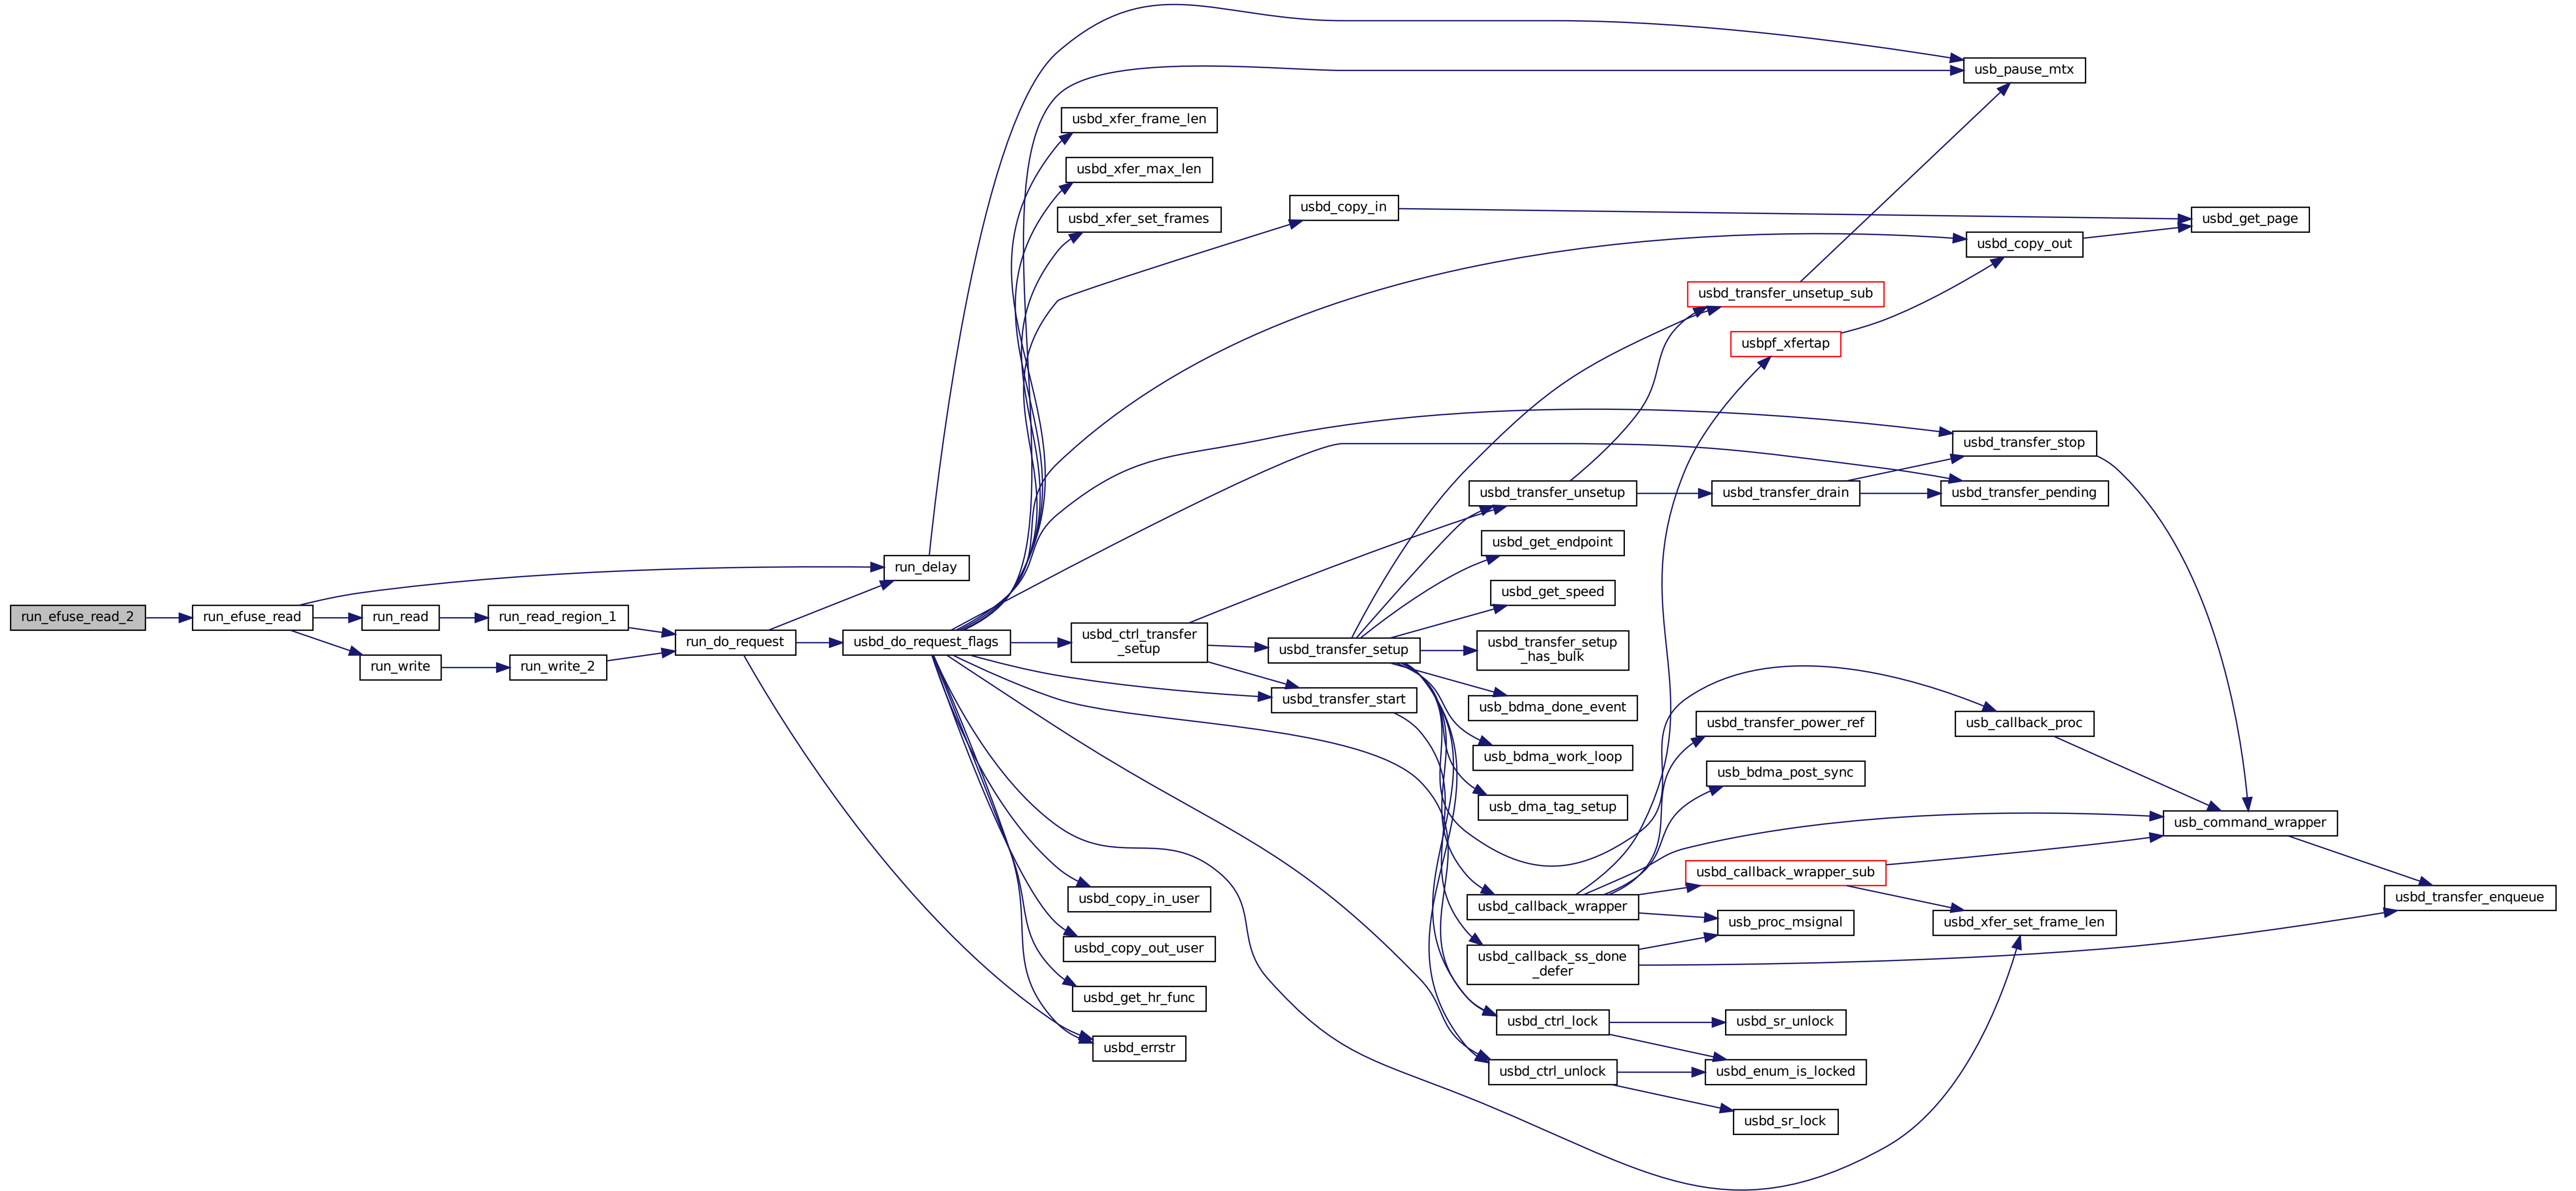 run_efuse_read_2
run_efuse_read
run_read
run_write
run_read_region_1
run_write_2
run_do_request
run_delay
usbd_do_request_flags
usbd_xfer_frame_len
usbd_xfer_max_len
usbd_xfer_set_frames
usbd_ctrl_transfer
_setup
usbd_copy_in_user
usbd_copy_out_user
usbd_get_hr_func
usbd_errstr
usbd_copy_in
usbd_transfer_setup
usbd_transfer_start
usbd_transfer_unsetup
usbd_get_endpoint
usbd_get_speed
usbd_transfer_setup
_has_bulk
usb_bdma_done_event
usb_bdma_work_loop
usb_dma_tag_setup
usbd_callback_wrapper
usbd_callback_ss_done
_defer
usbd_ctrl_lock
usbd_ctrl_unlock
usbd_transfer_unsetup_sub
usbpf_xfertap
usbd_transfer_drain
usbd_transfer_power_ref
usb_bdma_post_sync
usbd_callback_wrapper_sub
usb_proc_msignal
usbd_sr_unlock
usbd_enum_is_locked
usbd_sr_lock
usb_pause_mtx
usbd_copy_out
usbd_transfer_stop
usbd_transfer_pending
usb_callback_proc
usbd_xfer_set_frame_len
usbd_get_page
usb_command_wrapper
usbd_transfer_enqueue